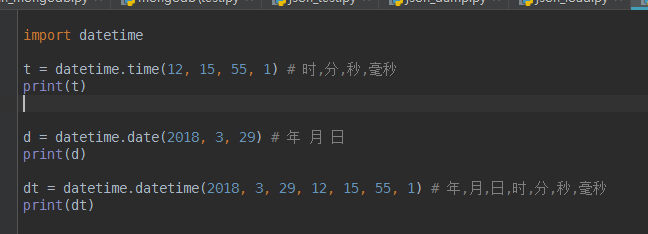 import datetime
t = datetime.time(12, 15, 55, 1) # 时,分,秒,毫秒
print(t)
d = datetime.date(2018, 3, 29) # 年 月 日
print(d)
dt = datetime.datetime(2018, 3, 29, 12, 15, 55, 1) # 年,月,日,时,分,秒,毫秒
print(dt)